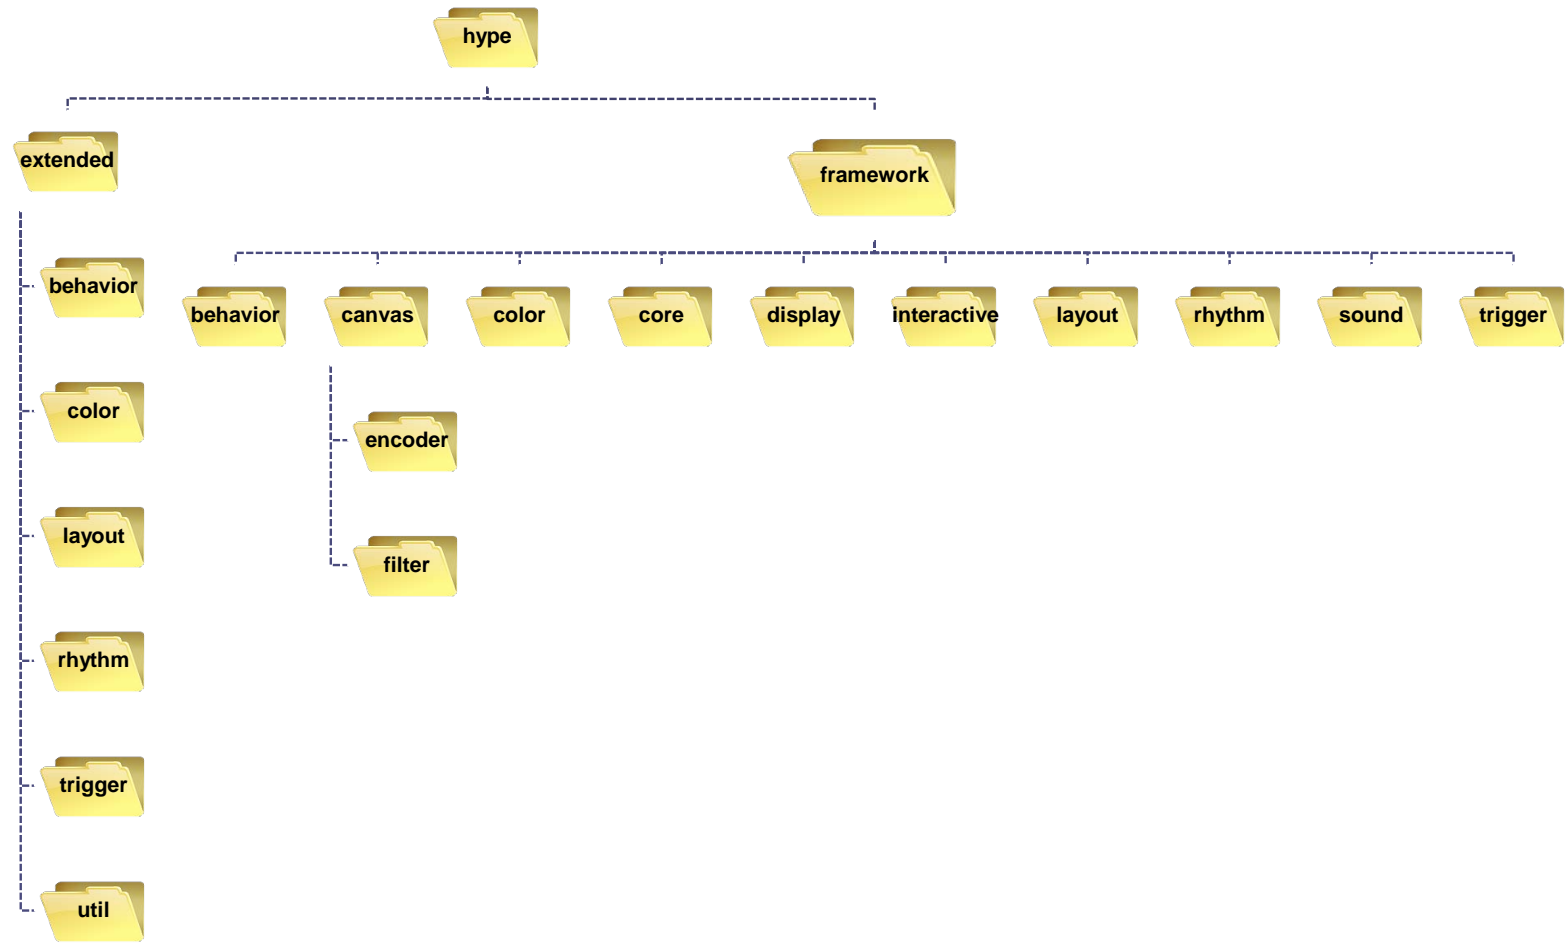 hype
extended
framework
behavior
color
layout
rhythm
trigger
util
behavior
canvas
color
core
display
interactive
layout
rhythm
sound
trigger
encoder
filter